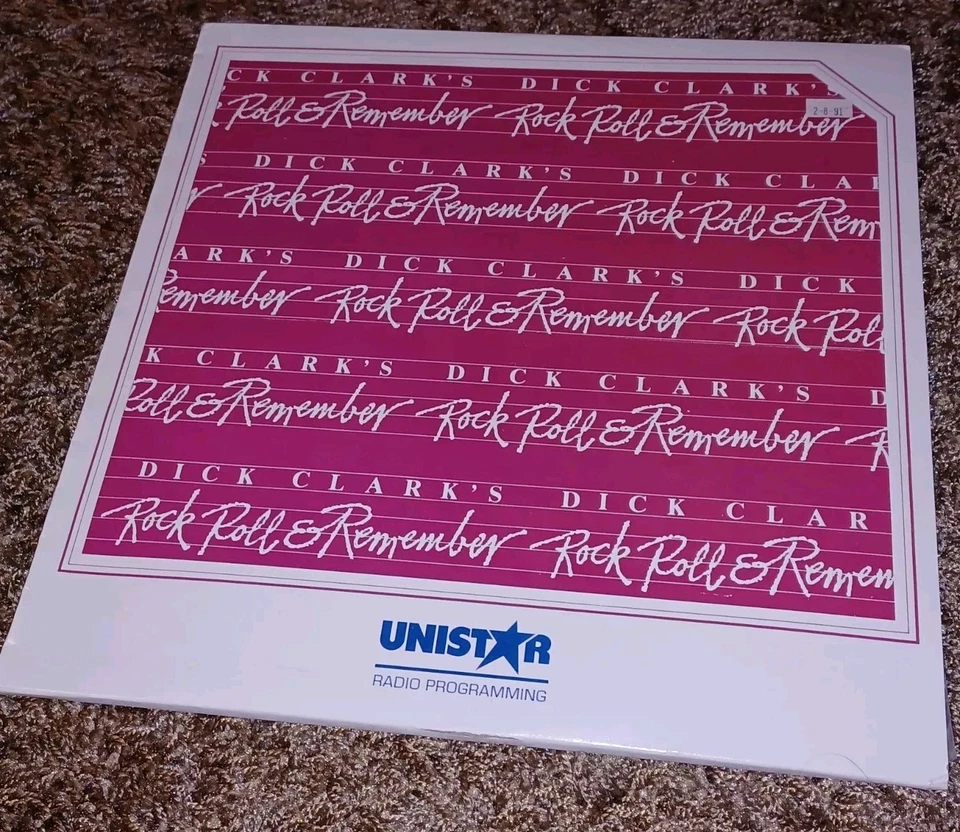 CK CLARK'S DICK CLARK'S
Roll & Remember Rock Roll & Remember
2-8-91
S DICK CLARK'S DICK CLA
Rock Roll & Remember Rock Roll & Rem
ARK'S DICK CLARK'S DICK
emember Rock Roll & Remember Rock Roll
K CLARK'S DICK CLARK'S D
Roll & Remember Rock Roll & Remember R
DICK CLARK'S DICK CLAR
Rock Roll & Remember Rock Roll & Remem
UNISTAR
RADIO PROGRAMMING